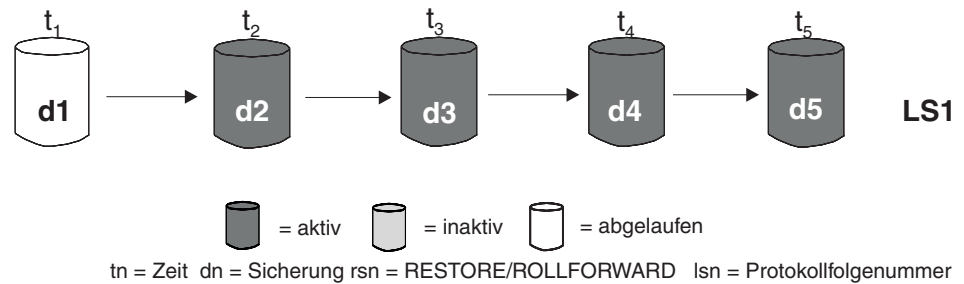 t1 t2 t3 t4 t5
d1 d2 d3 d4 d5 LS1
= aktiv = inaktiv = abgelaufen
tn = Zeit dn = Sicherung rsn = RESTORE/ROLLFORWARD lsn = Protokollfolgenummer